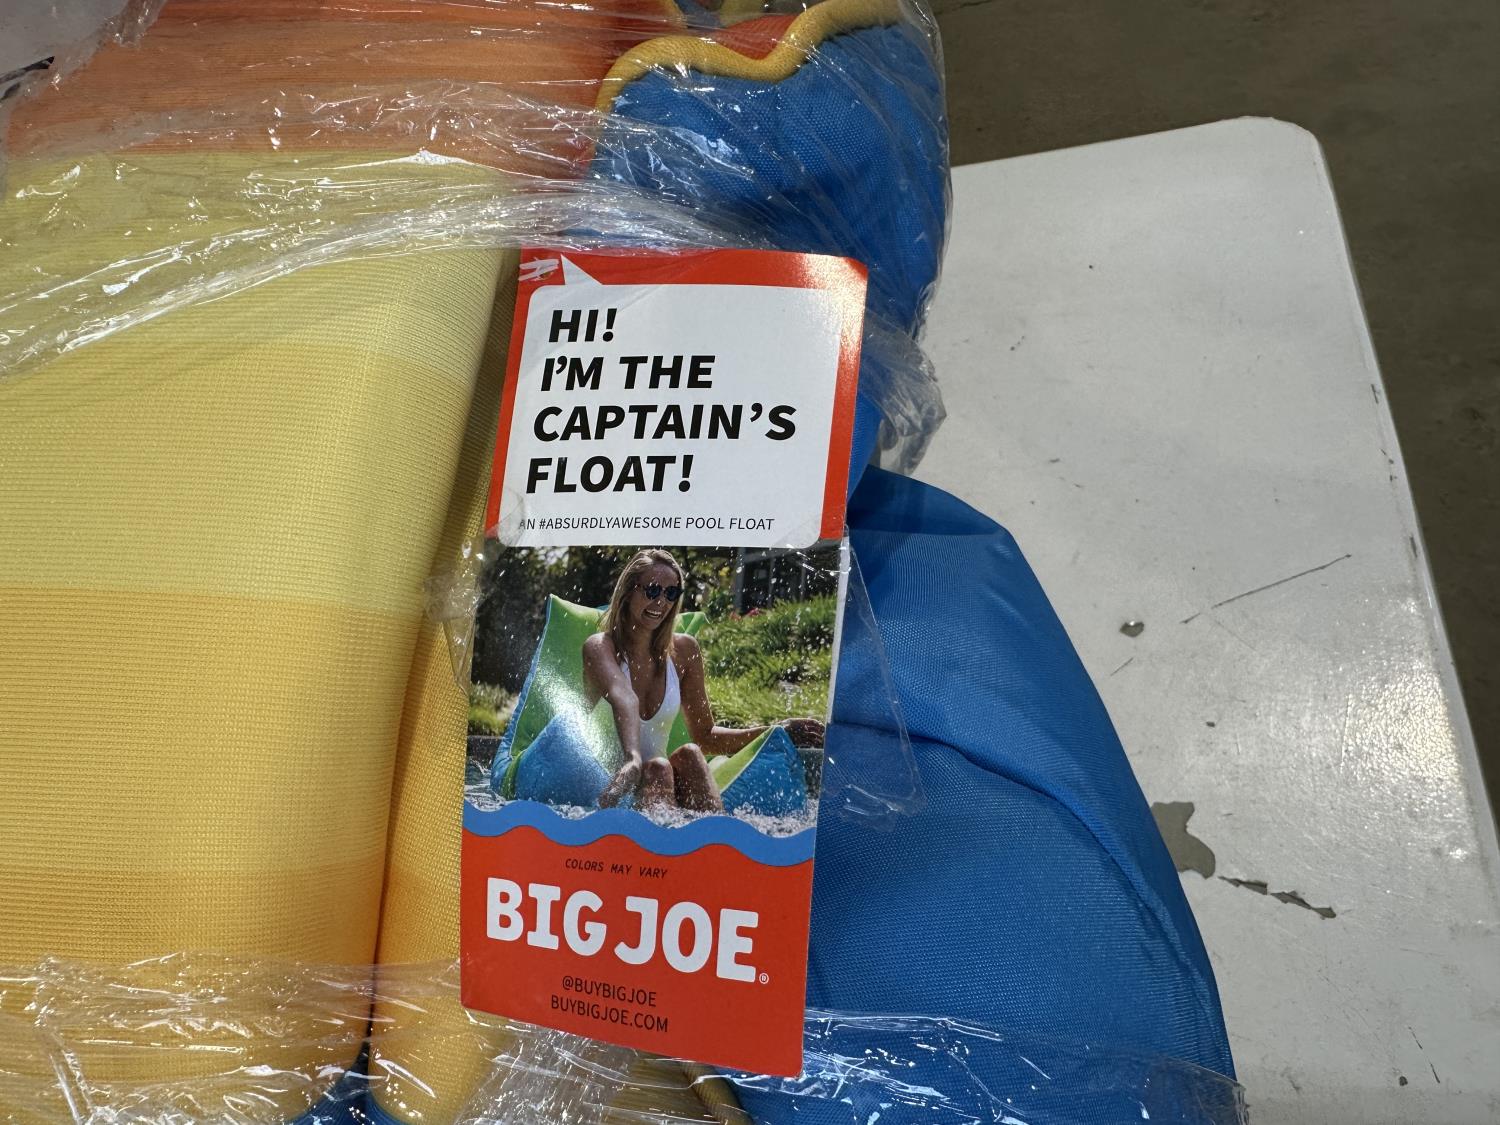 HI!
I'M THE
CAPTAIN'S
FLOAT!
AN #ABSURDLYAWESOME POOL FLOAT
COLORS MAY VARY
BIG JOE®
@BUYBIGJOE
BUYBIGJOE.COM